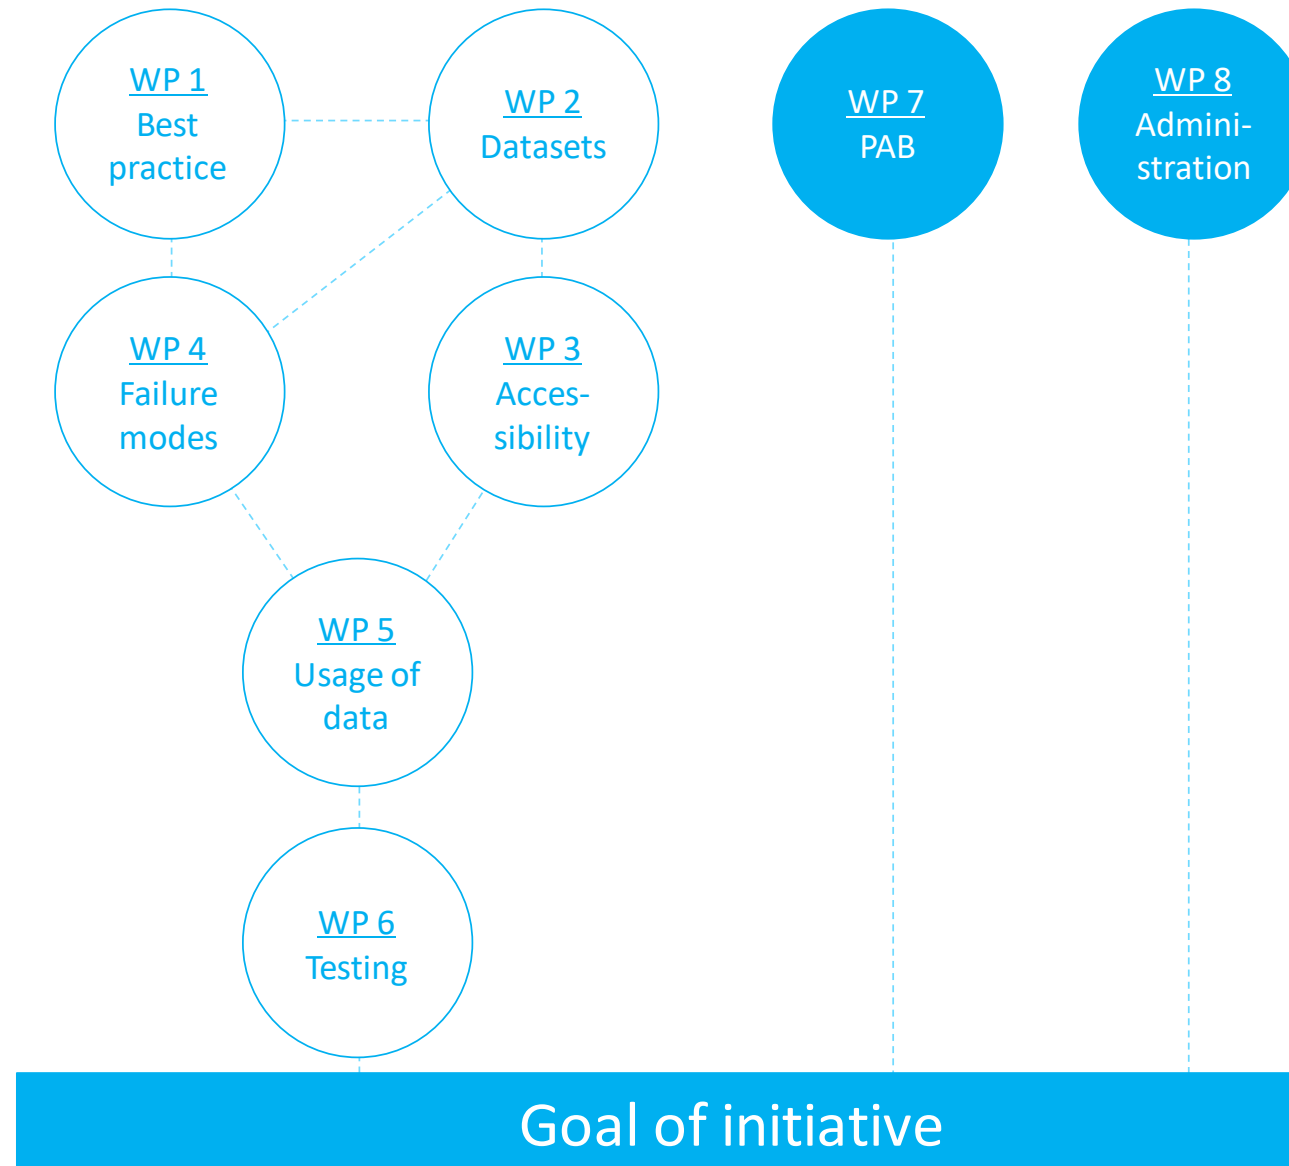 WP 1
Best
practice
WP 2
Datasets
WP 7
PAB
WP 8
Admini-
stration
WP 4
Failure
modes
WP 3
Acces-
sibility
WP 5
Usage of
data
WP 6
Testing
Goal of initiative